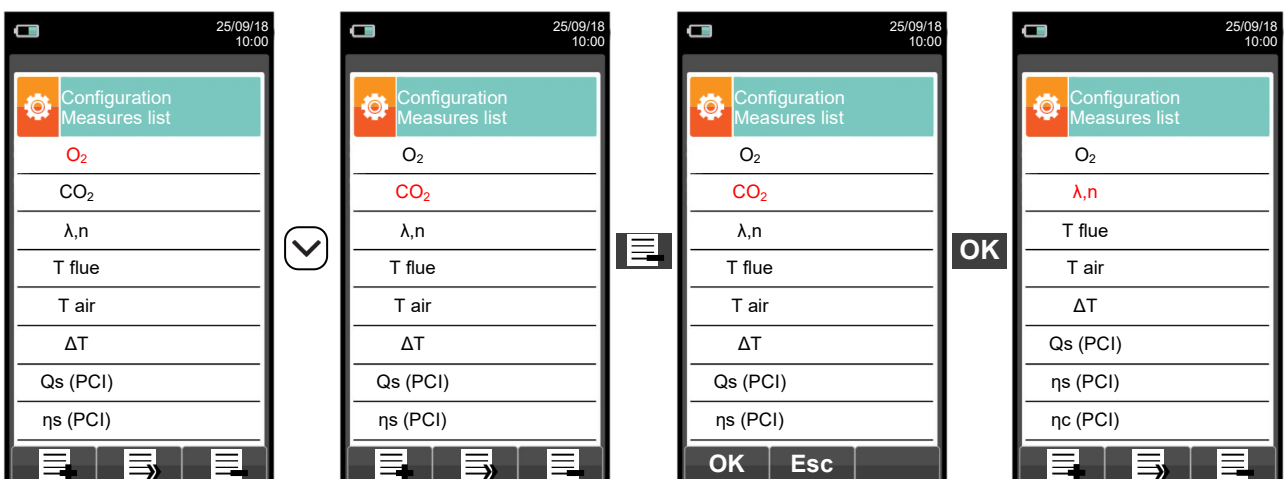 25/09/18
10:00
Configuration
Measures list
O₂
CO₂
λ,n
T flue
T air
ΔT
Qs (PCI)
ηs (PCI)
25/09/18
10:00
Configuration
Measures list
O₂
CO₂
λ,n
T flue
T air
ΔT
Qs (PCI)
ηs (PCI)
25/09/18
10:00
Configuration
Measures list
O₂
CO₂
λ,n
T flue
T air
ΔT
Qs (PCI)
ηs (PCI)
OK Esc
OK
25/09/18
10:00
Configuration
Measures list
O₂
λ,n
T flue
T air
ΔT
Qs (PCI)
ηs (PCI)
ηc (PCI)